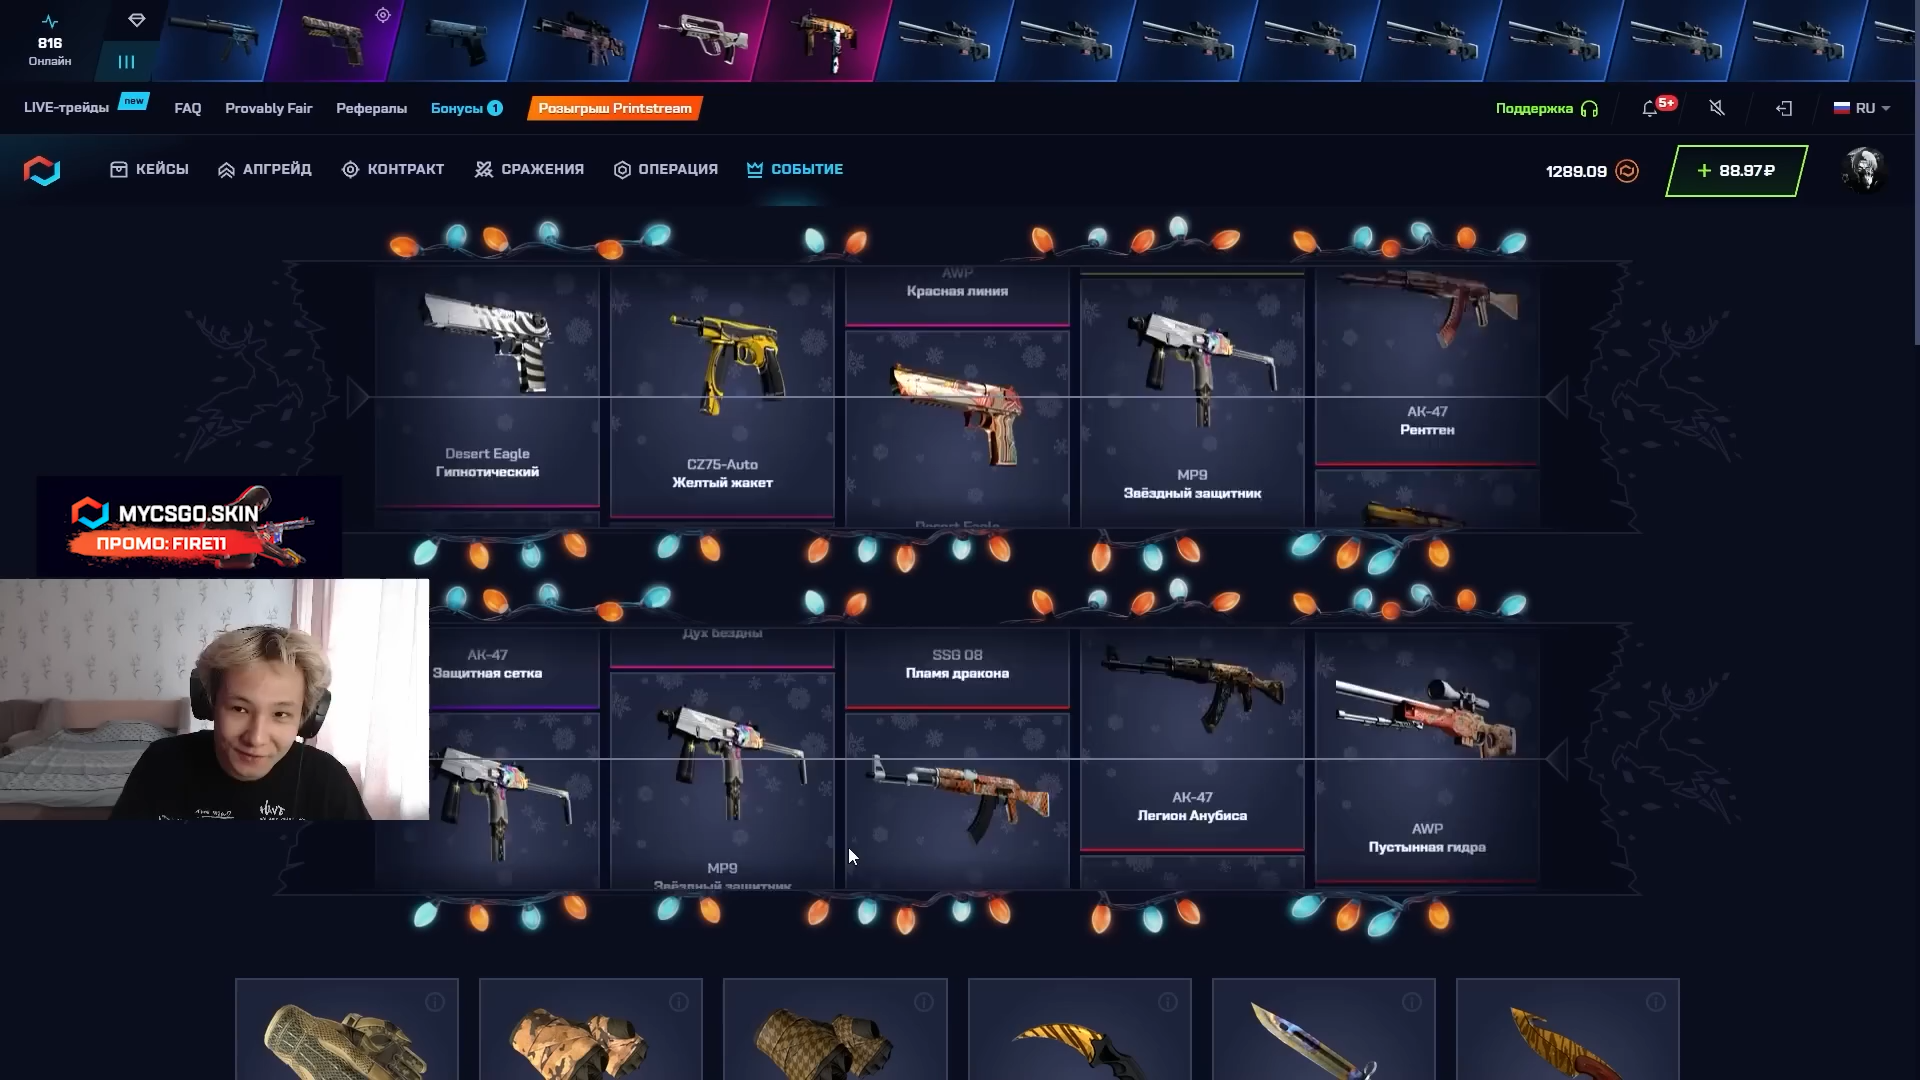 816
Онлайн
LIVE-трейды
new
FAQ
Provably Fair
Рефералы
Бонусы 1
Розыгрыш Printstream
Поддержка
5+
RU
КЕЙСЫ
АПГРЕЙД
КОНТРАКТ
СРАЖЕНИЯ
ОПЕРАЦИЯ
СОБЫТИЕ
1289.09
+ 88.97₽
Desert Eagle
Гипнотический
CZ75-Auto
Желтый жакет
AWP
Красная линия
Desert Eagle
MP9
Звёздный защитник
AK-47
Рентген
MYCSGO.SKIN
ПРОМО: FIRE11
AK-47
Защитная сетка
Дух бездны
MP9
Звёздный защитник
SSG 08
Пламя дракона
AK-47
Легион Анубиса
AWP
Пустынная гидра